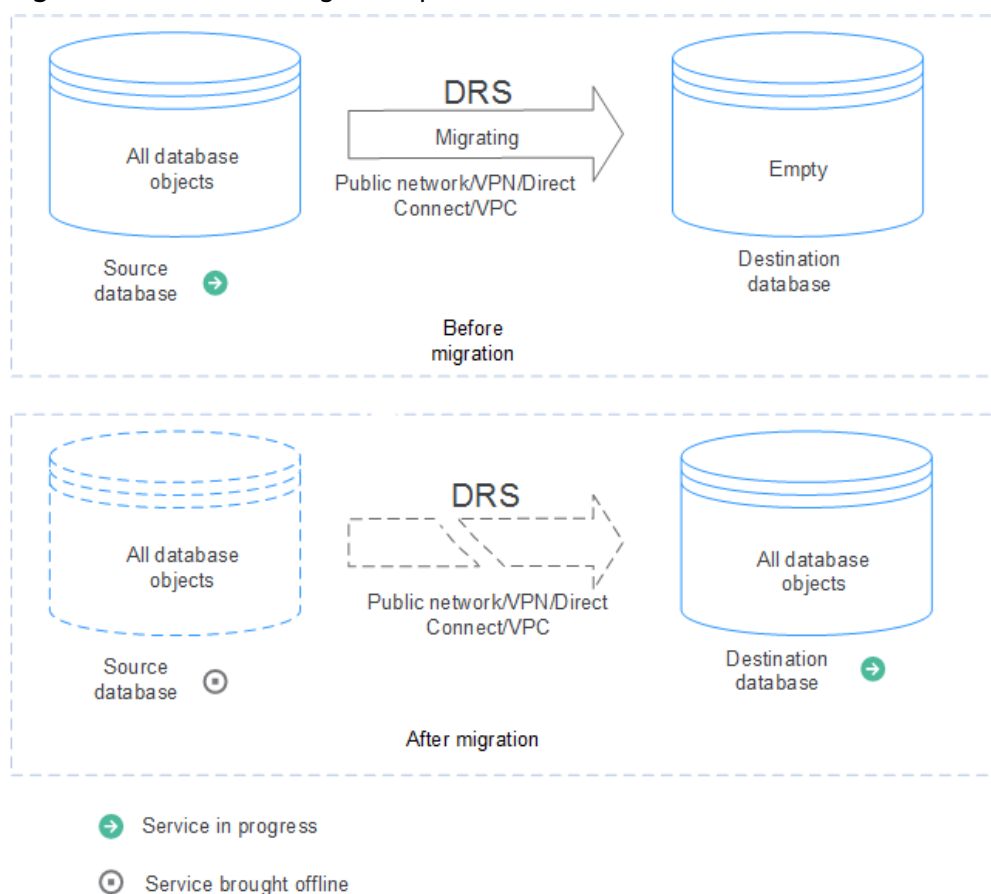 DRS
Migrating
All database
objects
Empty
Public network/VPN/Direct
Connect/VPC
Source
database
Destination
database
Before
migration
DRS
All database
objects
All database
objects
Public network/VPN/Direct
Connect/VPC
Source
database
Destination
database
After migration
Service in progress
Service brought offline